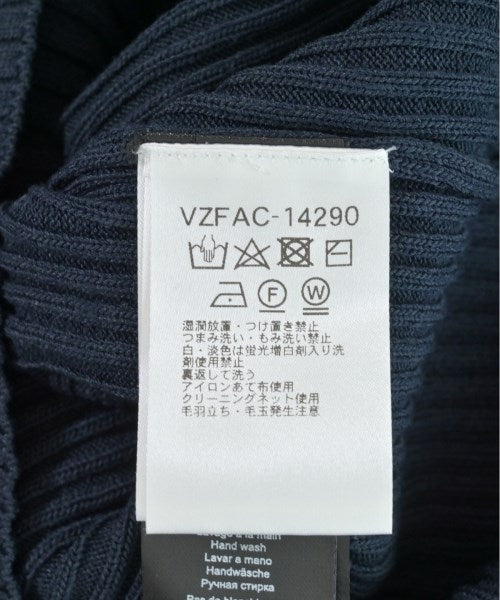 VZFAC-14290
F W
湿潤放置・つけ置き禁止
つまみ洗い・もみ洗い禁止
白・淡色は蛍光増白剤入り洗
剤使用禁止
裏返して洗う
アイロンあて布使用
クリーニングネット使用
毛羽立ち・毛玉発生注意
Lavage à la main
Hand wash
Lavar a mano
Handwäsche
Ручная стирка